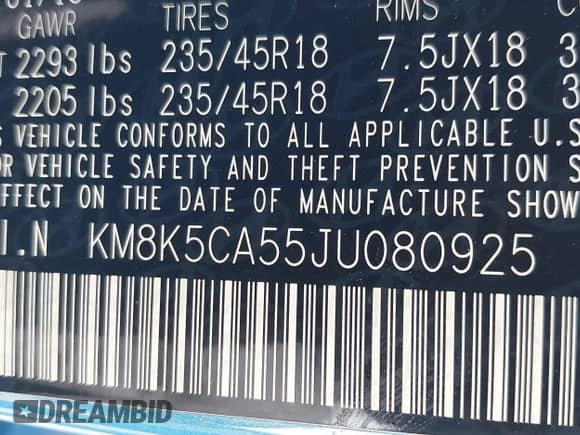 GAWR TIRES RIMS
2293 lbs 235/45R18 7.5JX18
2205 lbs 235/45R18 7.5JX18
VEHICLE CONFORMS TO ALL APPLICABLE U.S
VEHICLE SAFETY AND THEFT PREVENTION S
EFFECT ON THE DATE OF MANUFACTURE SHOW
I.N KM8K5CA55JU080925
DREAMBID